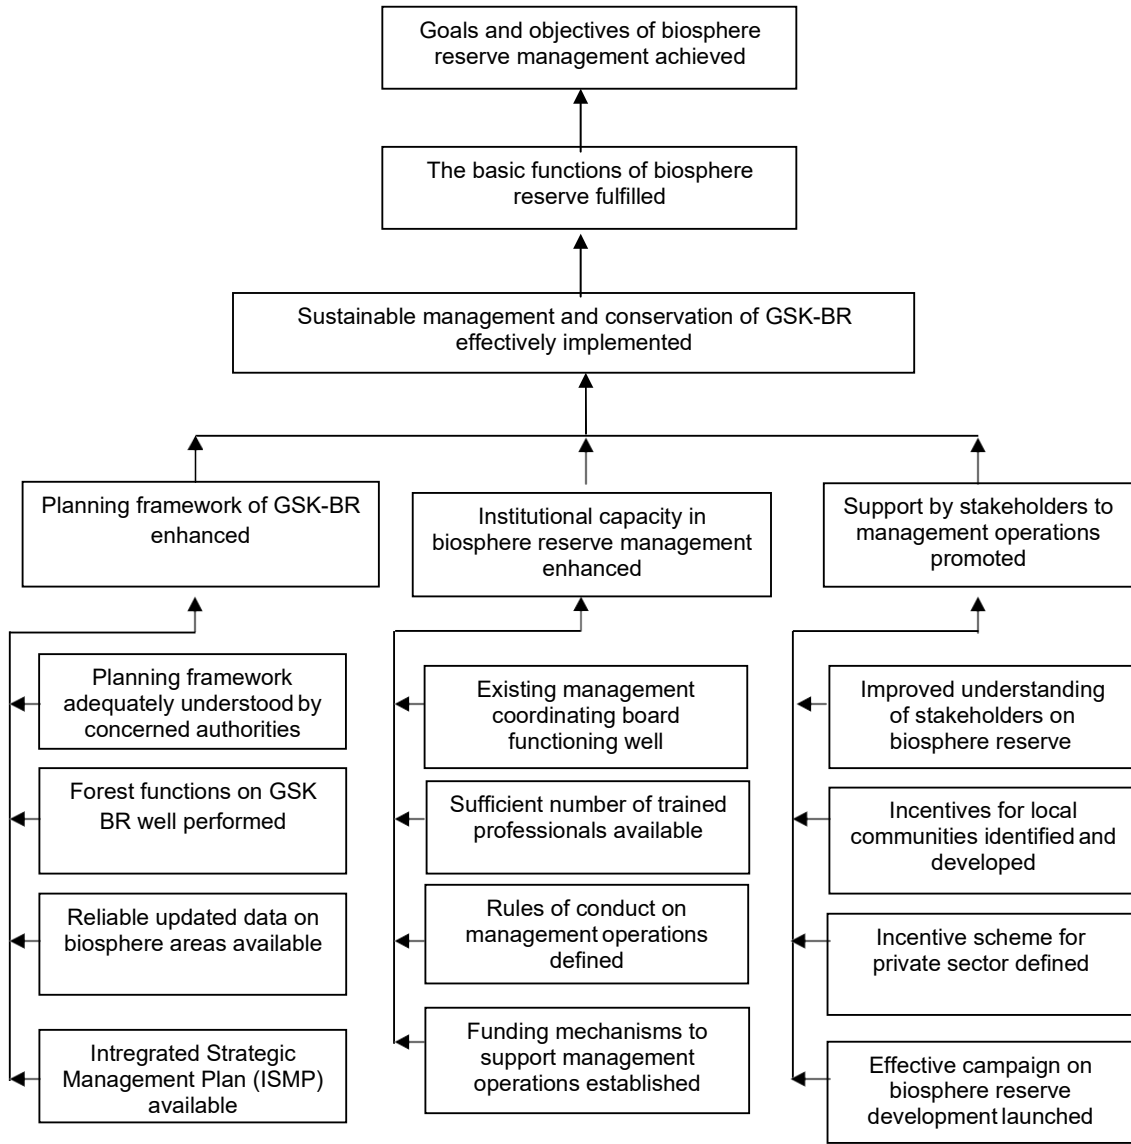 Goals and objectives of biosphere
reserve management achieved
The basic functions of biosphere
reserve fulfilled
Sustainable management and conservation of GSK-BR
effectively implemented
Planning framework of GSK-BR
enhanced
Institutional capacity in
biosphere reserve management
enhanced
Support by stakeholders to
management operations
promoted
Planning framework
adequately understood by
concerned authorities
Forest functions on GSK
BR well performed
Reliable updated data on
biosphere areas available
Intregrated Strategic
Management Plan (ISMP)
available
Existing management
coordinating board
functioning well
Sufficient number of trained
professionals available
Rules of conduct on
management operations
defined
Funding mechanisms to
support management
operations established
Improved understanding
of stakeholders on
biosphere reserve
Incentives for local
communities identified and
developed
Incentive scheme for
private sector defined
Effective campaign on
biosphere reserve
development launched